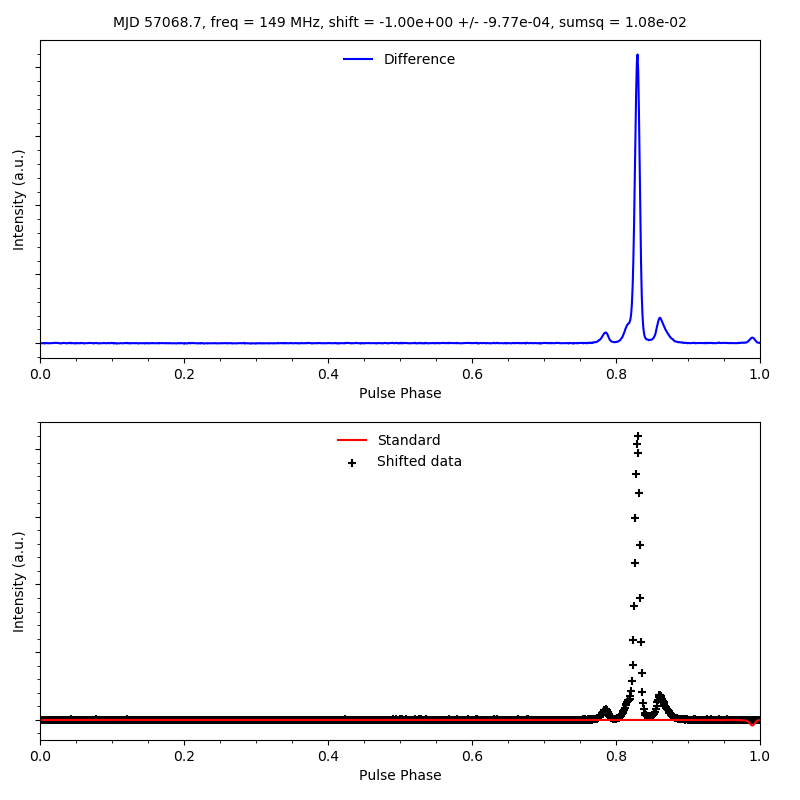 MJD 57068.7, freq = 149 MHz, shift = -1.00e+00 +/- -9.77e-04, sumsq = 1.08e-02
Difference
Intensity (a.u.)
0.0 0.2 0.4 0.6 0.8 1.0
Pulse Phase
Standard
Shifted data
Intensity (a.u.)
0.0 0.2 0.4 0.6 0.8 1.0
Pulse Phase